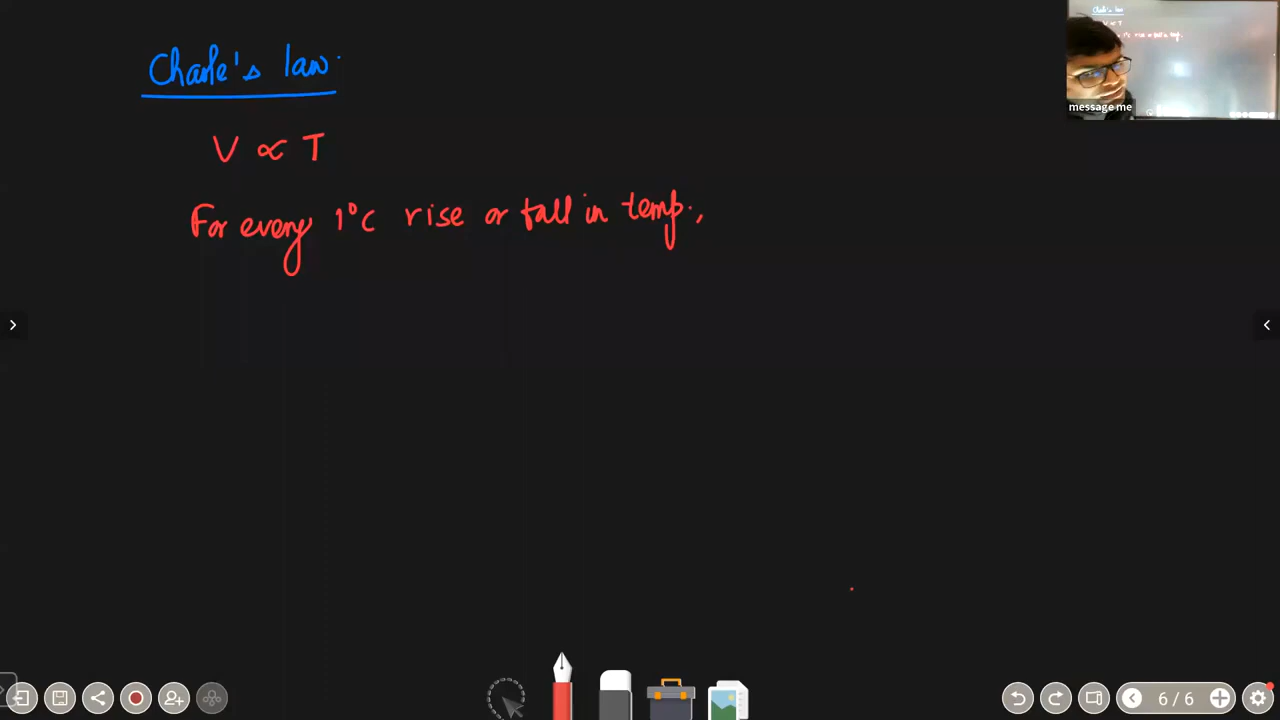 Charle's law.
V ∝ T
For every 1°C rise or fall in temp.,
message me
6 / 6